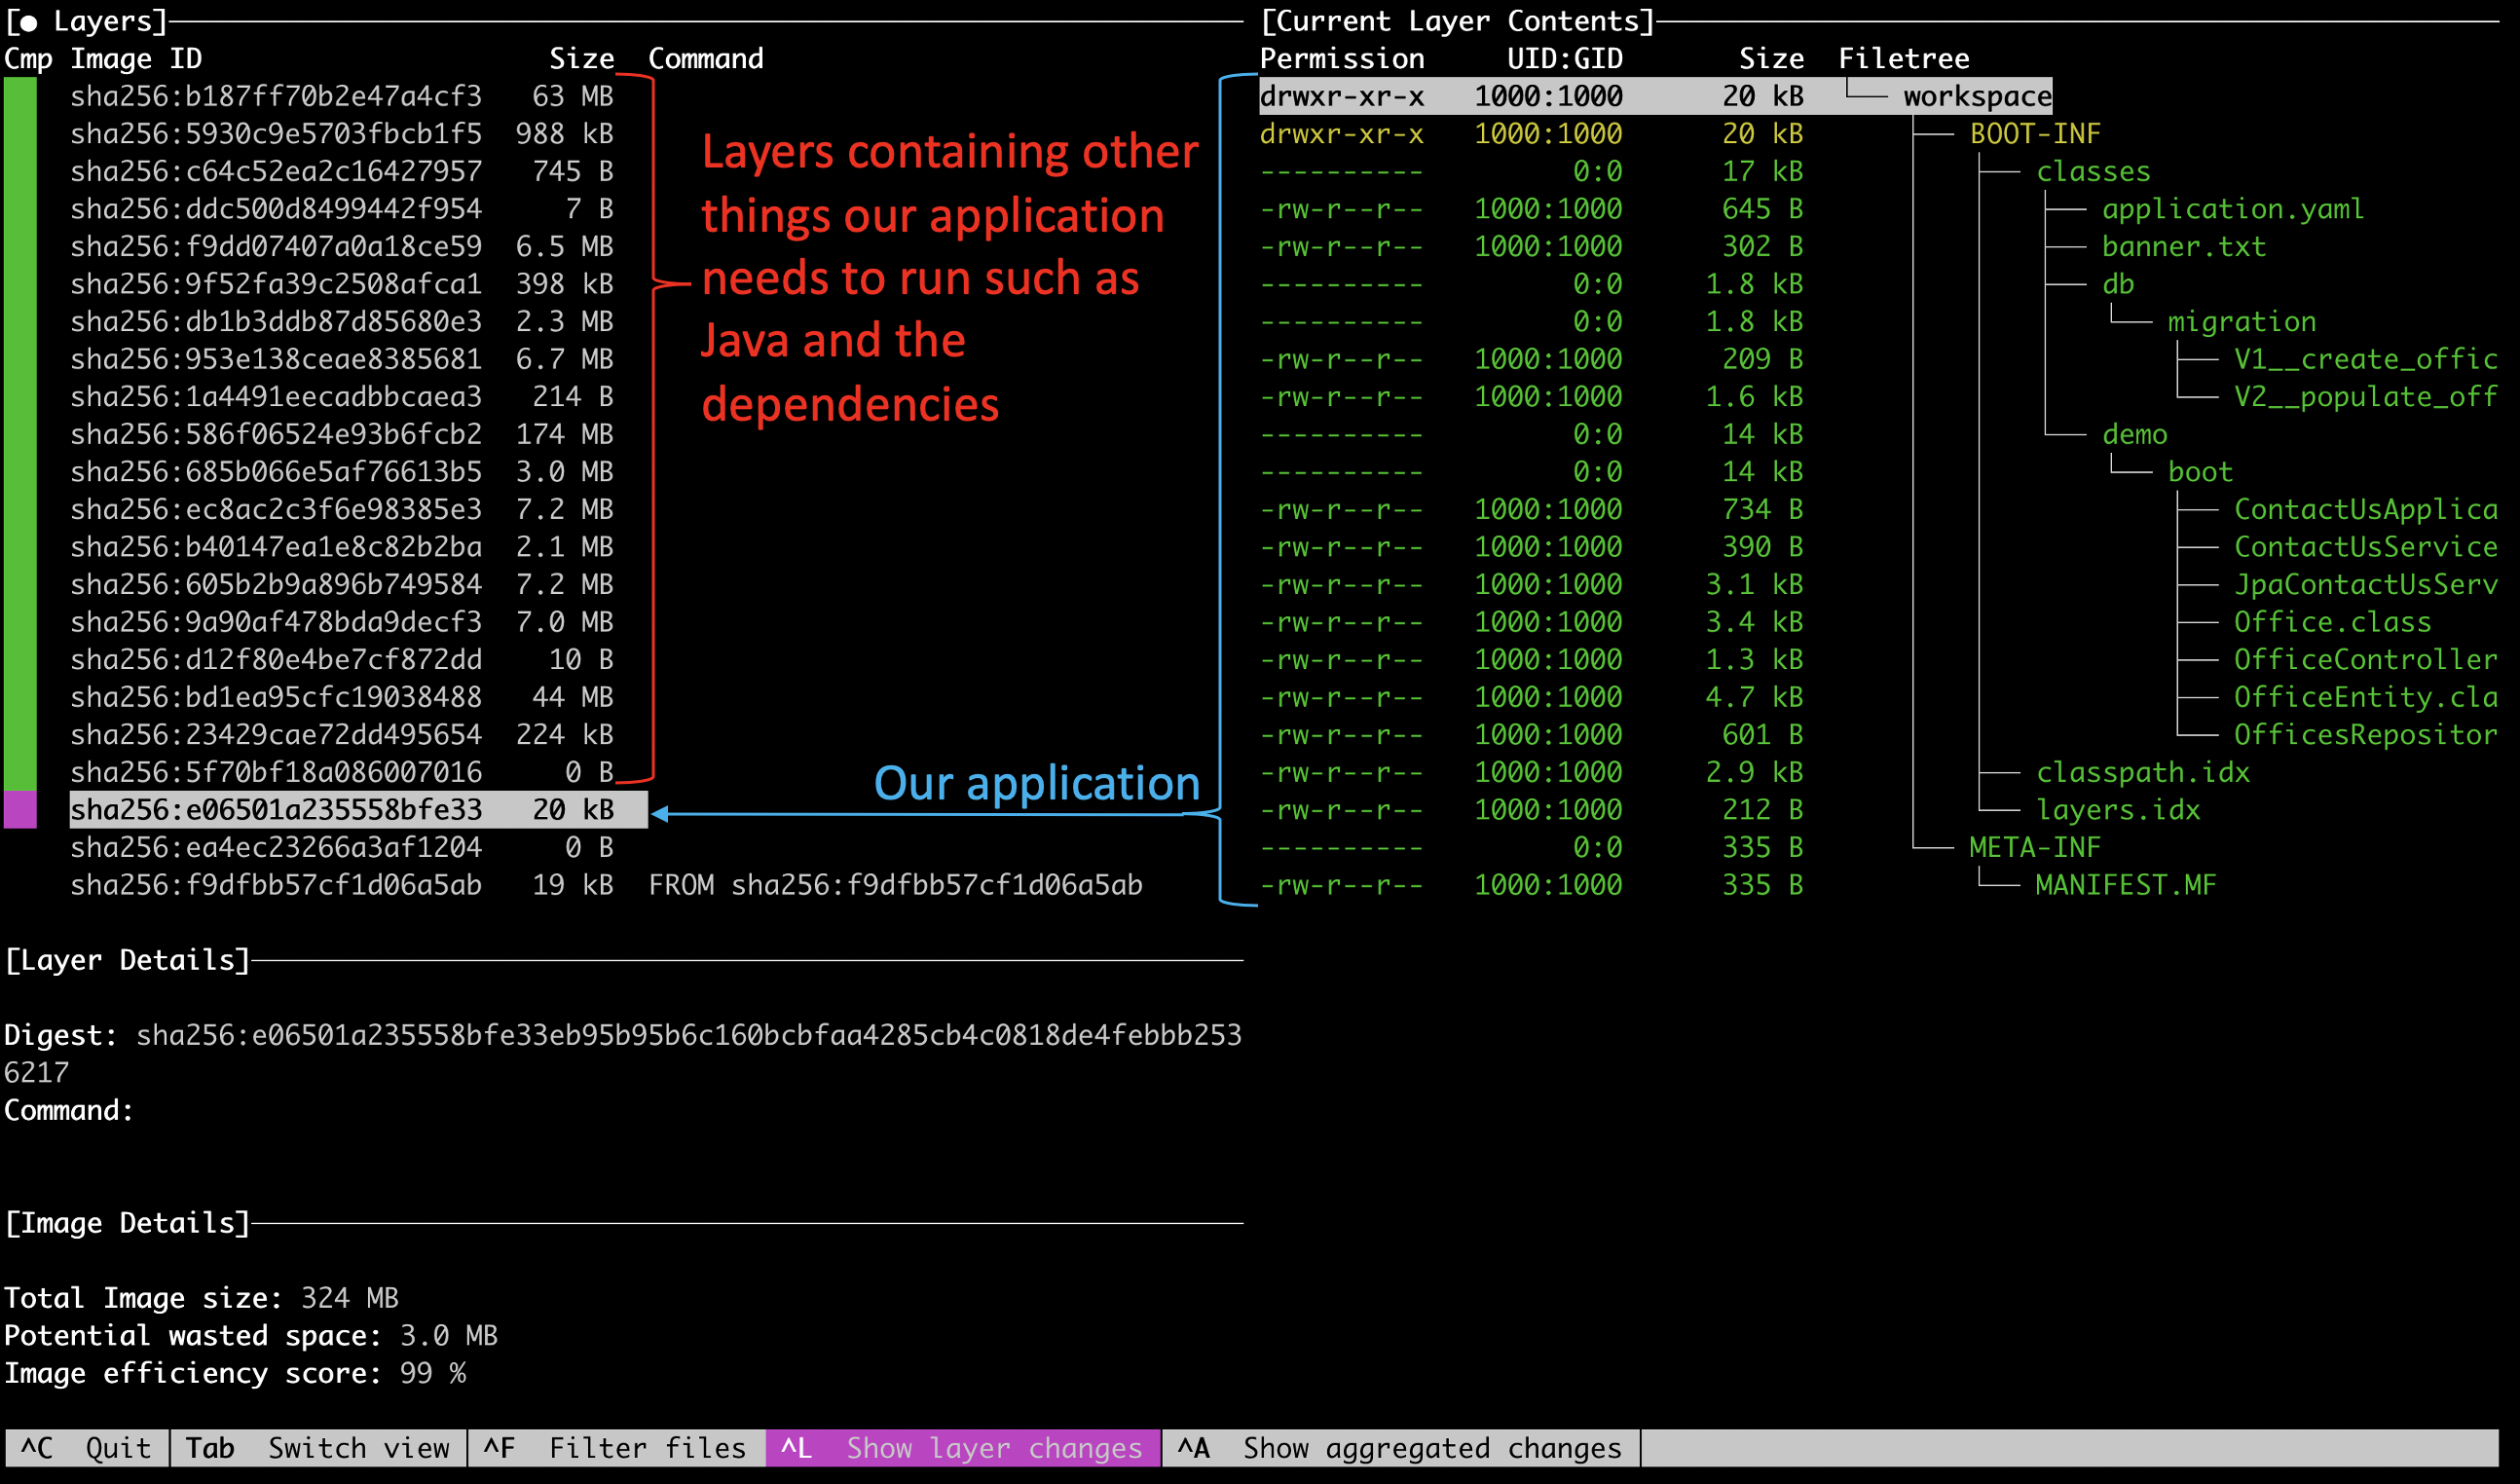 [● Layers]
Cmp Image ID Size Command
sha256:b187ff70b2e47a4cf3 63 MB
sha256:5930c9e5703fbcb1f5 988 kB
sha256:c64c52ea2c16427957 745 B
sha256:ddc500d8499442f954 7 B
sha256:f9dd07407a0a18ce59 6.5 MB
sha256:9f52fa39c2508afca1 398 kB
sha256:db1b3ddb87d85680e3 2.3 MB
sha256:953e138ceae8385681 6.7 MB
sha256:1a4491eecadbbcaea3 214 B
sha256:586f06524e93b6fcb2 174 MB
sha256:685b066e5af76613b5 3.0 MB
sha256:ec8ac2c3f6e98385e3 7.2 MB
sha256:b40147ea1e8c82b2ba 2.1 MB
sha256:605b2b9a896b749584 7.2 MB
sha256:9a90af478bda9decf3 7.0 MB
sha256:d12f80e4be7cf872dd 10 B
sha256:bd1ea95cfc19038488 44 MB
sha256:23429cae72dd495654 224 kB
sha256:5f70bf18a086007016 0 B
sha256:e06501a235558bfe33 20 kB
sha256:ea4ec23266a3af1204 0 B
sha256:f9dfbb57cf1d06a5ab 19 kB FROM sha256:f9dfbb57cf1d06a5ab
Layers containing other
things our application
needs to run such as
Java and the
dependencies
Our application
[Layer Details]
Digest: sha256:e06501a235558bfe33eb95b95b6c160bcbfaa4285cb4c0818de4febbb253
6217
Command:
[Image Details]
Total Image size: 324 MB
Potential wasted space: 3.0 MB
Image efficiency score: 99 %
[Current Layer Contents]
Permission UID:GID Size Filetree
drwxr-xr-x 1000:1000 20 kB └── workspace
drwxr-xr-x 1000:1000 20 kB ├── BOOT-INF
---------- 0:0 17 kB │ ├── classes
-rw-r--r-- 1000:1000 645 B │ │ ├── application.yaml
-rw-r--r-- 1000:1000 302 B │ │ ├── banner.txt
---------- 0:0 1.8 kB │ │ ├── db
---------- 0:0 1.8 kB │ │ │ └── migration
-rw-r--r-- 1000:1000 209 B │ │ │ ├── V1__create_offic
-rw-r--r-- 1000:1000 1.6 kB │ │ │ └── V2__populate_off
---------- 0:0 14 kB │ │ └── demo
---------- 0:0 14 kB │ │ └── boot
-rw-r--r-- 1000:1000 734 B │ │ ├── ContactUsApplica
-rw-r--r-- 1000:1000 390 B │ │ ├── ContactUsService
-rw-r--r-- 1000:1000 3.1 kB │ │ ├── JpaContactUsServ
-rw-r--r-- 1000:1000 3.4 kB │ │ ├── Office.class
-rw-r--r-- 1000:1000 1.3 kB │ │ ├── OfficeController
-rw-r--r-- 1000:1000 4.7 kB │ │ ├── OfficeEntity.cla
-rw-r--r-- 1000:1000 601 B │ │ └── OfficesRepositor
-rw-r--r-- 1000:1000 2.9 kB │ ├── classpath.idx
-rw-r--r-- 1000:1000 212 B │ └── layers.idx
---------- 0:0 335 B └── META-INF
-rw-r--r-- 1000:1000 335 B └── MANIFEST.MF
^C Quit | Tab Switch view | ^F Filter files ^L Show layer changes ^A Show aggregated changes |